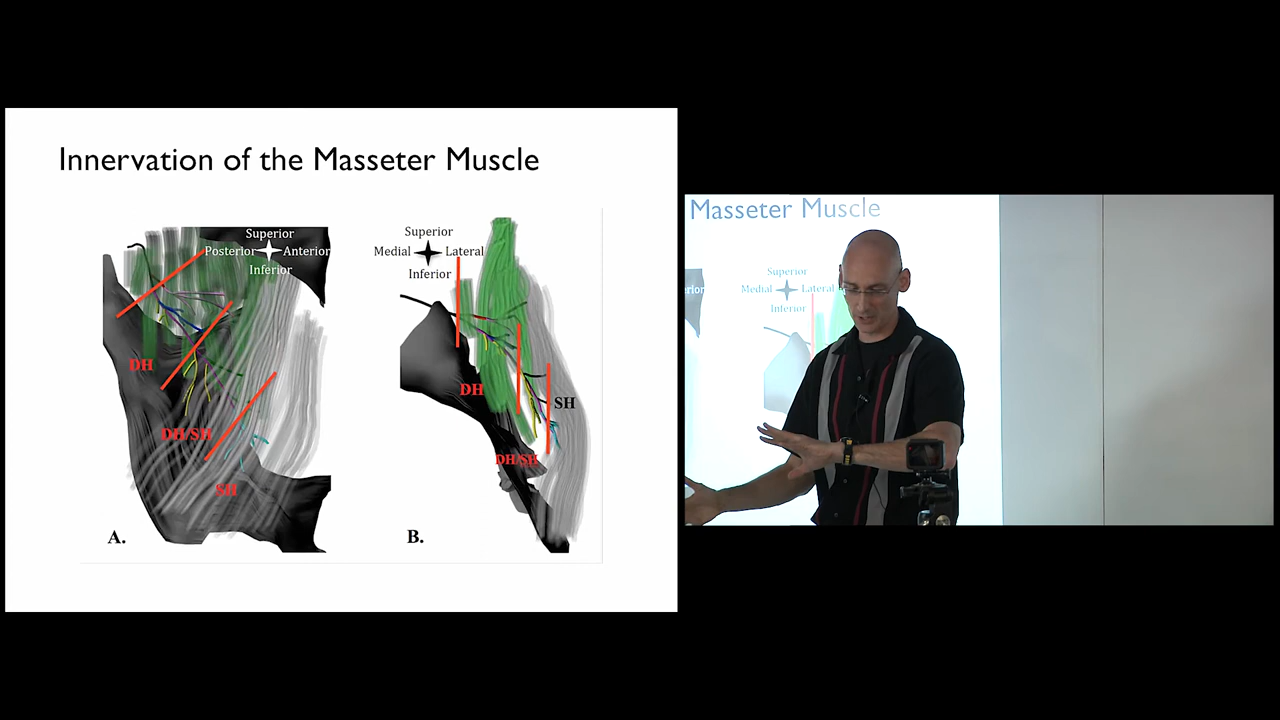 Innervation of the Masseter Muscle
Superior
Posterior Anterior
Inferior
DH
DH/SH
SH
A.
Superior
Medial Lateral
Inferior
DH
SH
DH/SH
B.
Masseter Muscle
Superior
erior Medial Lateral
Inferior